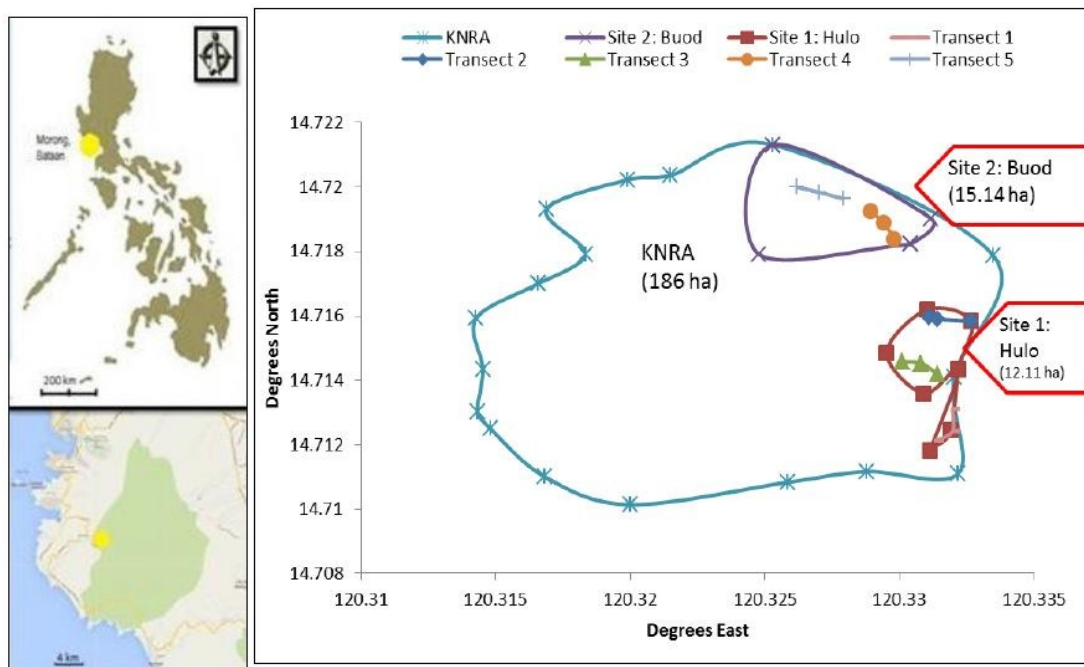 Morong,
Bataan
200 km
4 km
KNRA
Site 2: Buod
Site 1: Hulo
Transect 1
Transect 2
Transect 3
Transect 4
Transect 5
14.722
14.72
14.718
14.716
14.714
14.712
14.71
14.708
Degrees North
120.31
120.315
120.32
120.325
120.33
120.335
Degrees East
KNRA
(186 ha)
Site 2: Buod
(15.14 ha)
Site 1:
Hulo
(12.11 ha)